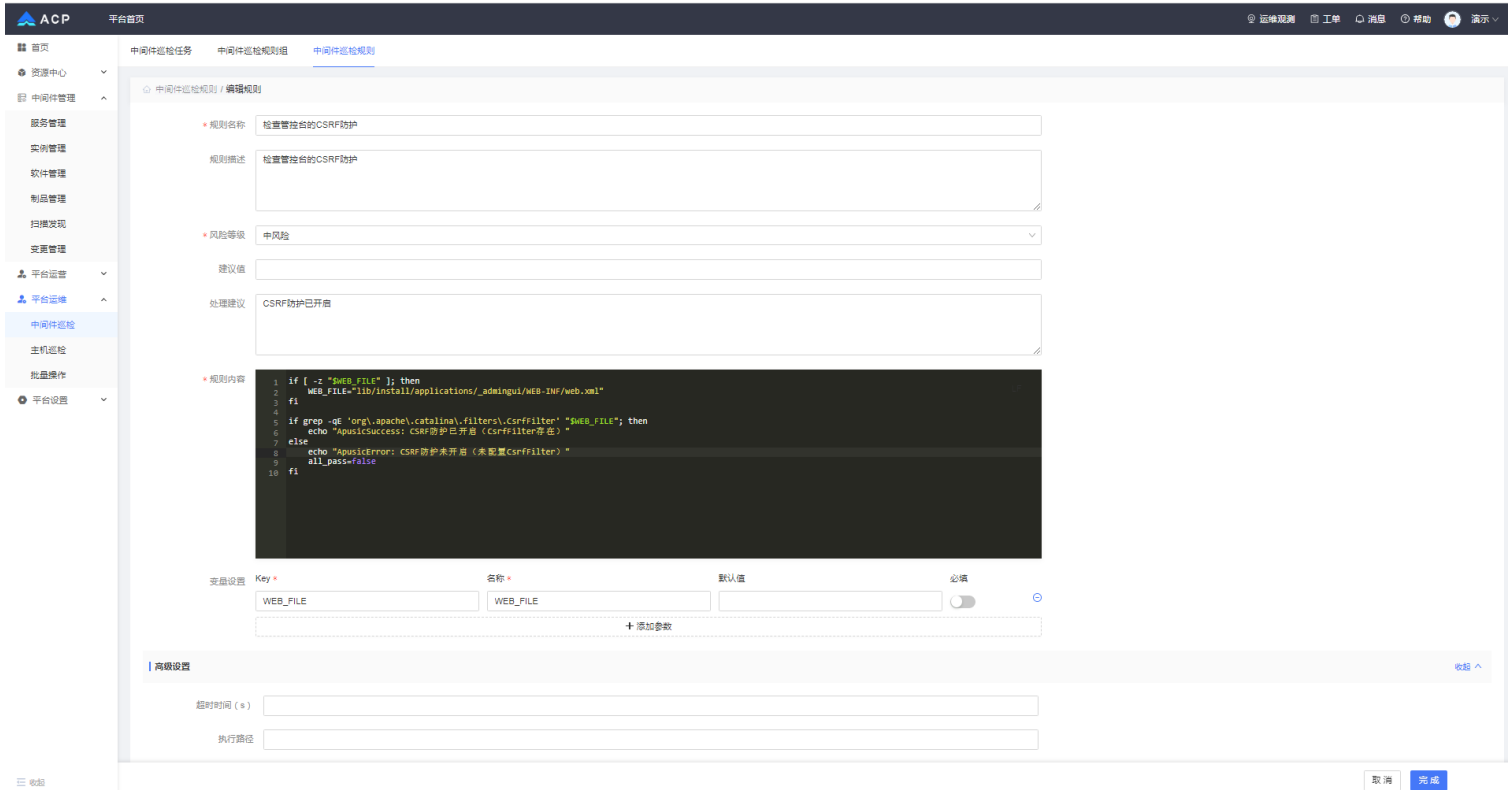 ACP 平台首页 运维观测 工单 消息 帮助 演示
首页
资源中心
中间件管理
服务管理
实例管理
软件管理
制品管理
扫描发现
变更管理
平台运营
平台运维
中间件巡检
主机巡检
批量操作
平台设置
收起
中间件巡检任务 中间件巡检规则组 中间件巡检规则
中间件巡检规则 / 编辑规则
* 规则名称 检查管控台的CSRF防护
规则描述 检查管控台的CSRF防护
* 风险等级 中风险
建议值
处理建议 CSRF防护已开启
* 规则内容
1 if [ -z "$WEB_FILE" ]; then
2 WEB_FILE="lib/install/applications/_admingui/WEB-INF/web.xml"
3 fi
4
5 if grep -qE 'org\.apache\.catalina\.filters\.CsrfFilter' "$WEB_FILE"; then
6 echo "ApusicSuccess: CSRF防护已开启（CsrfFilter存在）"
7 else
8 echo "ApusicError: CSRF防护未开启（未配置CsrfFilter）"
9 all_pass=false
10 fi
变量设置 Key * 名称 * 默认值 必填
WEB_FILE WEB_FILE
+ 添加参数
高级设置 收起
超时时间（s）
执行路径
取消 完成